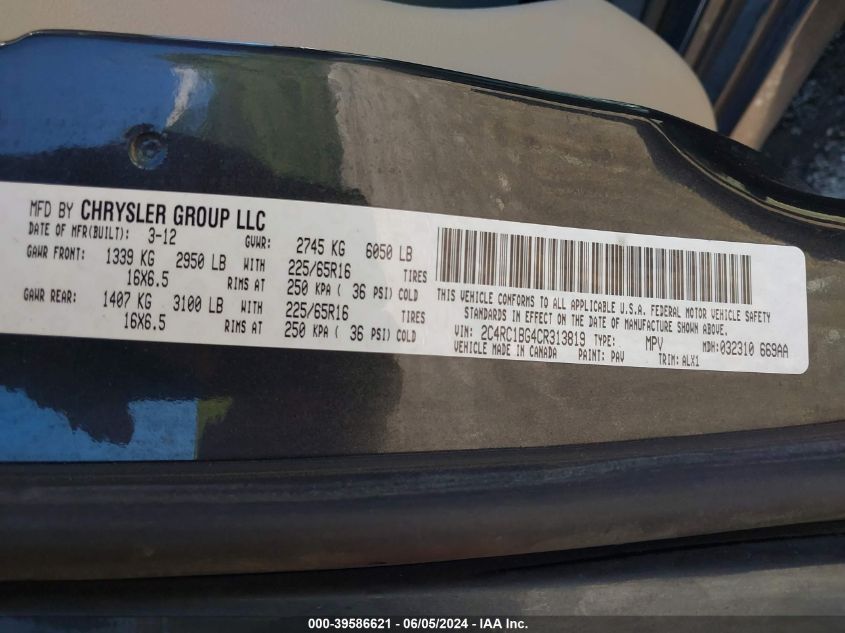 MFD BY CHRYSLER GROUP LLC
DATE OF MFR(BUILT): 3-12 GVWR: 2745 KG 6050 LB
GAWR FRONT: 1339 KG 2950 LB WITH 225/65R16 TIRES
16X6.5 RIMS AT 250 KPA ( 36 PSI) COLD
GAWR REAR: 1407 KG 3100 LB WITH 225/65R16 TIRES
16X6.5 RIMS AT 250 KPA ( 36 PSI) COLD
THIS VEHICLE CONFORMS TO ALL APPLICABLE U.S.A. FEDERAL MOTOR VEHICLE SAFETY
STANDARDS IN EFFECT ON THE DATE OF MANUFACTURE SHOWN ABOVE.
VIN: 2C4RC1BG4CR313819 TYPE: MPV MDH: 032310 669AA
VEHICLE MADE IN CANADA PAINT: PAV TRIM: ALX1
000-39586621 - 06/05/2024 - IAA Inc.